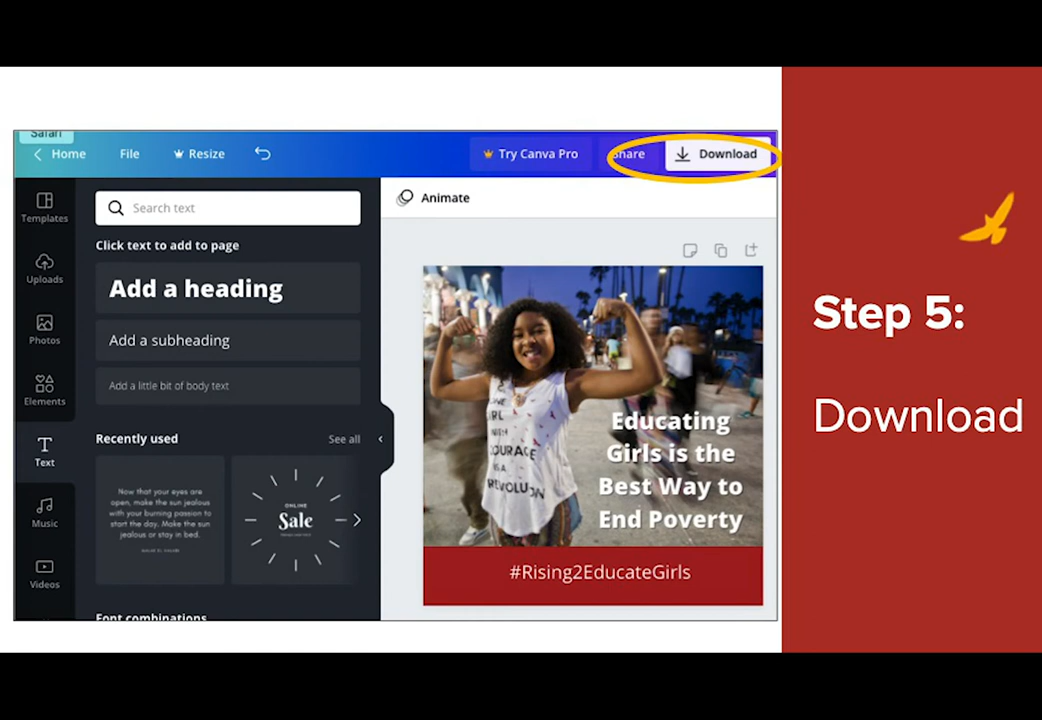 Safari
Home
File
Resize
Try Canva Pro
Share
Download
Templates
Uploads
Photos
Elements
Text
Music
Videos
Search text
Click text to add to page
Add a heading
Add a subheading
Add a little bit of body text
Recently used
See all
Now that your eyes are
open, make the sun jealous
with your burning passion to
start the day. Make the sun
jealous or stay in bed.
ONLINE
Sale
Font combinations
Animate
COURAGE
IS A
REVOLUTION
Educating
Girls is the
Best Way to
End Poverty
#Rising2EducateGirls
Step 5:
Download